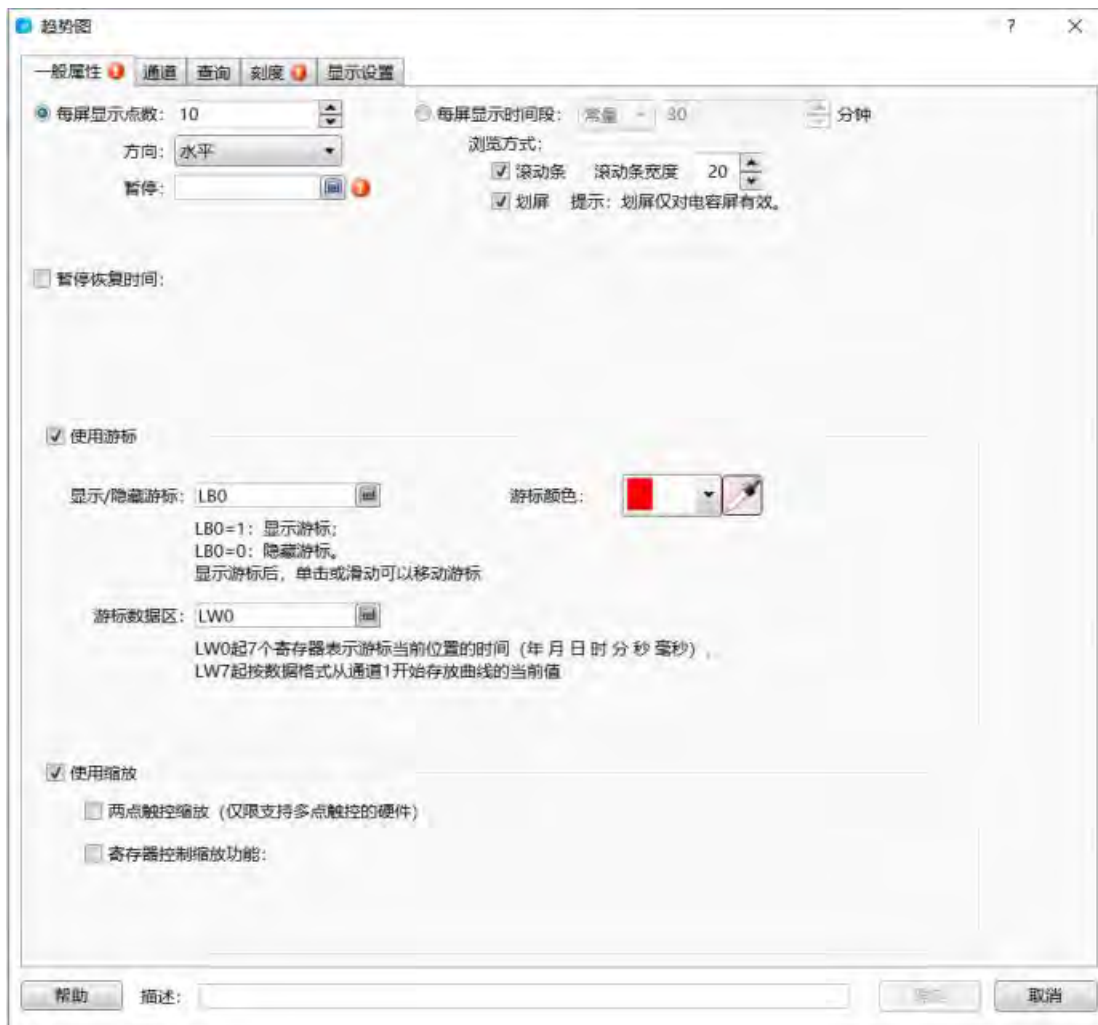 趋势图
一般属性 通道 查询 刻度 显示设置
每屏显示点数: 10 每屏显示时间段: 常量 30 分钟
方向: 水平 浏览方式:
滚动条 滚动条宽度 20
暂停:
划屏 提示: 划屏仅对电容屏有效。
暂停恢复时间:
使用游标
显示/隐藏游标: LB0 游标颜色:
LB0=1: 显示游标;
LB0=0: 隐藏游标。
显示游标后, 单击或滑动可以移动游标
游标数据区: LW0
LW0起7个寄存器表示游标当前位置的时间 (年 月 日 时 分 秒 毫秒) ,
LW7起按数据格式从通道1开始存放曲线的当前值
使用缩放
两点触控缩放 (仅限支持多点触控的硬件)
寄存器控制缩放功能:
帮助 描述: 取消